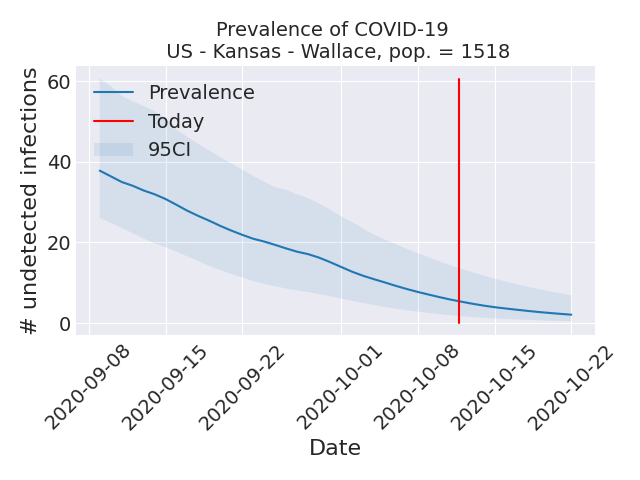 Prevalence of COVID-19
US - Kansas - Wallace, pop. = 1518
# undetected infections
60
40
20
0
Prevalence
Today
95CI
2020-09-08
2020-09-15
2020-09-22
2020-10-01
2020-10-08
2020-10-15
2020-10-22
Date